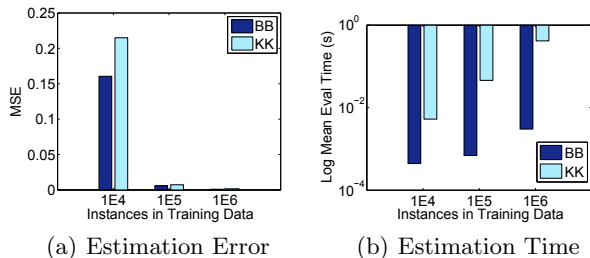 0.25
0.2
0.15
0.1
0.05
0
MSE
BB
KK
1E4 1E5 1E6
Instances in Training Data
(a) Estimation Error
10^0
10^-2
10^-4
Log Mean Eval Time (s)
BB
KK
1E4 1E5 1E6
Instances in Training Data
(b) Estimation Time